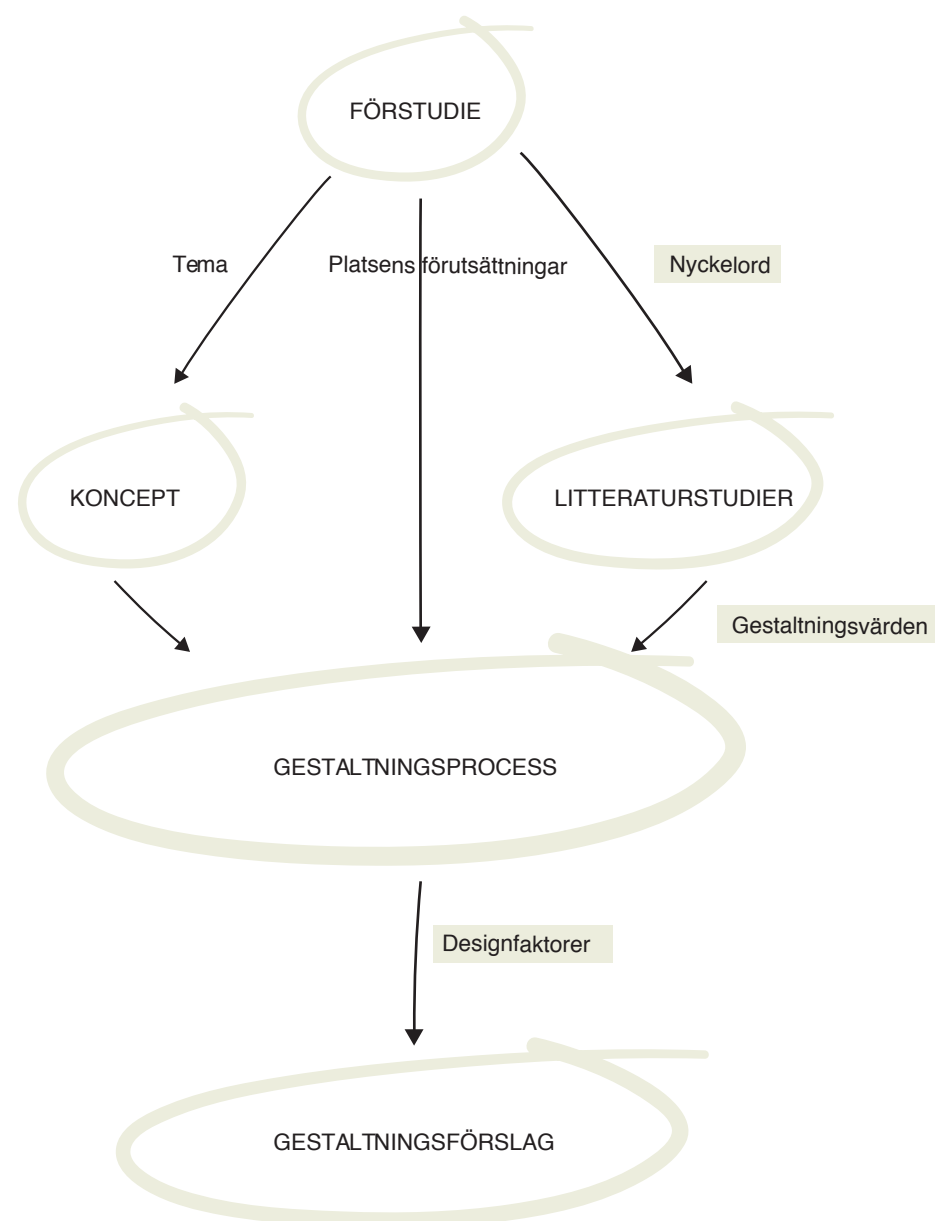 FÖRSTUDIE
Tema
Platsens förutsättningar
Nyckelord
KONCEPT
LITTERATURSTUDIER
Gestaltningsvärden
GESTALTNINGSPROCESS
Designfaktorer
GESTALTNINGSFÖRSLAG